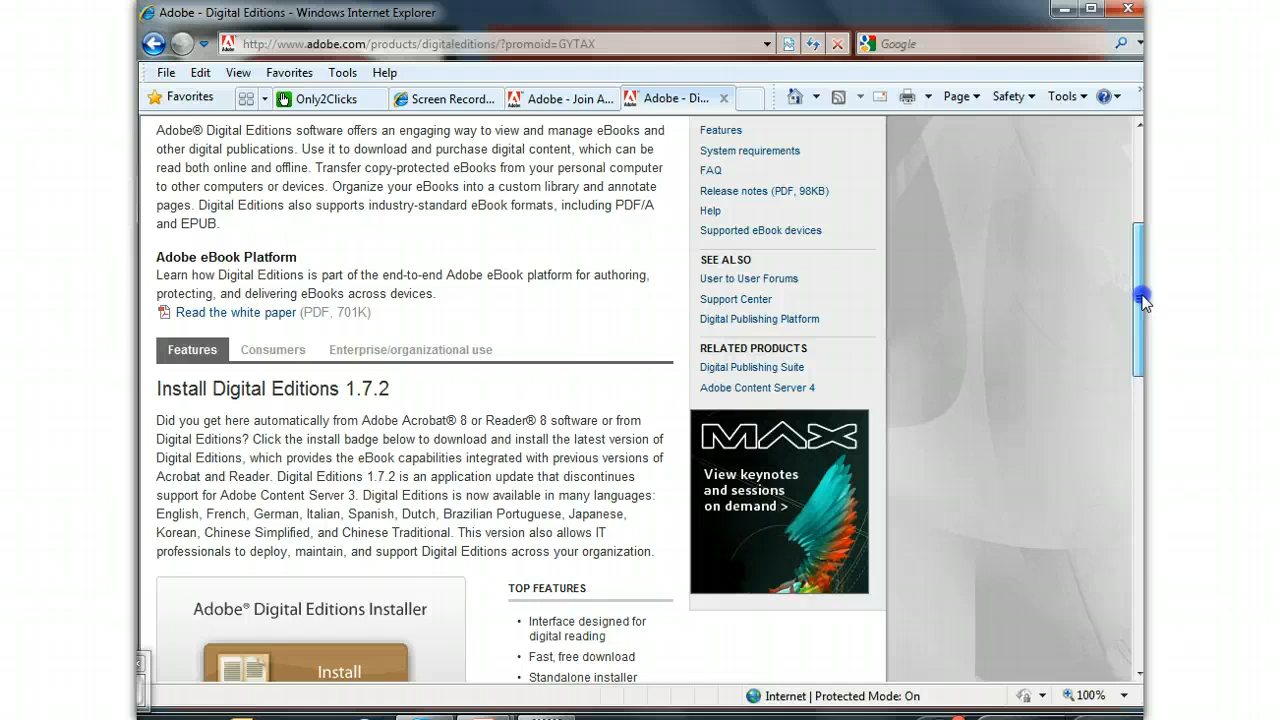 Adobe - Digital Editions - Windows Internet Explorer
http://www.adobe.com/products/digitaleditions/?promoid=GYTAX
Google
File Edit View Favorites Tools Help
Favorites
Only2Clicks
Screen Record...
Adobe - Join A...
Adobe - Di...
Page
Safety
Tools
Adobe® Digital Editions software offers an engaging way to view and manage eBooks and
other digital publications. Use it to download and purchase digital content, which can be
read both online and offline. Transfer copy-protected eBooks from your personal computer
to other computers or devices. Organize your eBooks into a custom library and annotate
pages. Digital Editions also supports industry-standard eBook formats, including PDF/A
and EPUB.
Adobe eBook Platform
Learn how Digital Editions is part of the end-to-end Adobe eBook platform for authoring,
protecting, and delivering eBooks across devices.
Read the white paper (PDF, 701K)
Features Consumers Enterprise/organizational use
Install Digital Editions 1.7.2
Did you get here automatically from Adobe Acrobat® 8 or Reader® 8 software or from
Digital Editions? Click the install badge below to download and install the latest version of
Digital Editions, which provides the eBook capabilities integrated with previous versions of
Acrobat and Reader. Digital Editions 1.7.2 is an application update that discontinues
support for Adobe Content Server 3. Digital Editions is now available in many languages:
English, French, German, Italian, Spanish, Dutch, Brazilian Portuguese, Japanese,
Korean, Chinese Simplified, and Chinese Traditional. This version also allows IT
professionals to deploy, maintain, and support Digital Editions across your organization.
Adobe® Digital Editions Installer
Install
TOP FEATURES
• Interface designed for
digital reading
• Fast, free download
• Standalone installer
Features
System requirements
FAQ
Release notes (PDF, 98KB)
Help
Supported eBook devices
SEE ALSO
User to User Forums
Support Center
Digital Publishing Platform
RELATED PRODUCTS
Digital Publishing Suite
Adobe Content Server 4
MAX
View keynotes
and sessions
on demand >
Internet | Protected Mode: On
100%